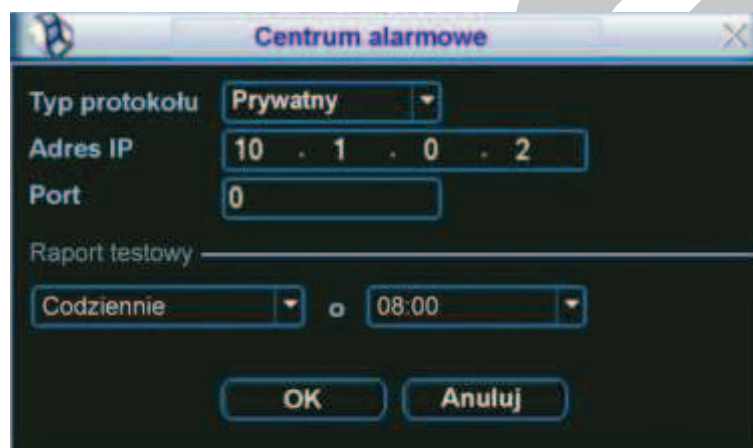 Centrum alarmowe
Typ protokołu Prywatny
Adres IP 10 . 1 . 0 . 2
Port 0
Raport testowy
Codziennie o 08:00
OK Anuluj